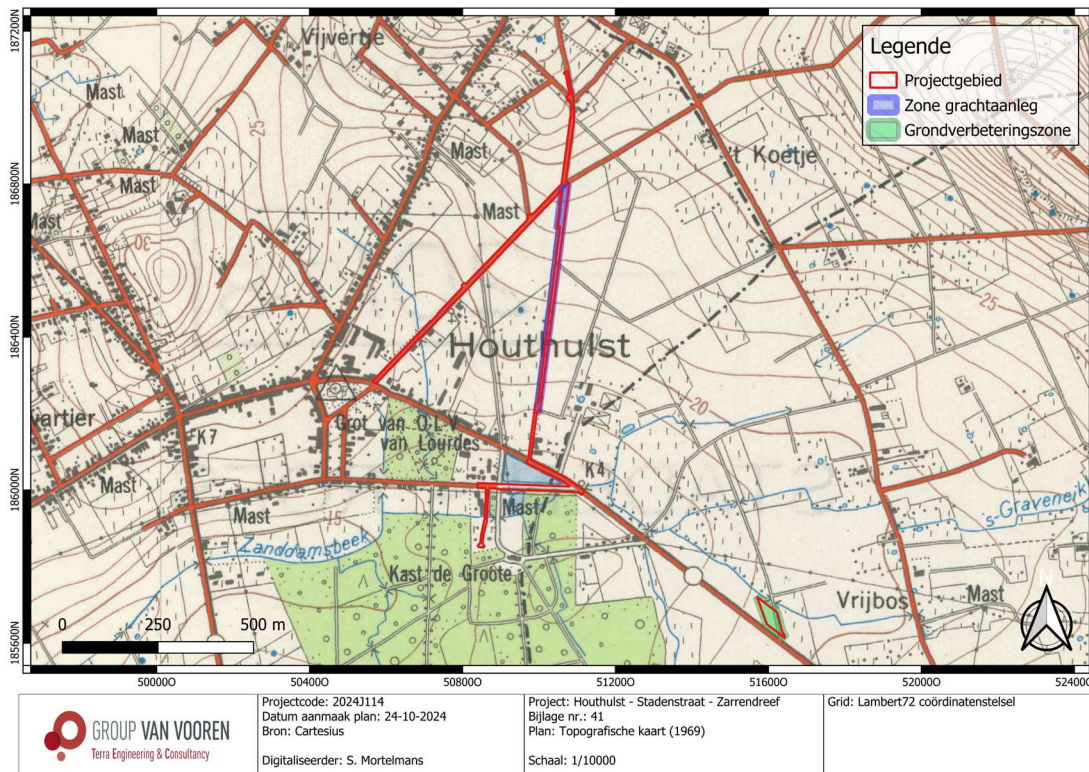 187200N
186800N
186400N
186000N
185600N
Vijvertje
Legende
Projectgebied
Zone grachtaanleg
Grondverbeteringszone
Mast
25
Mast
Mast
Mast
't Koetje
Mast
Mast
30
25
Houthulst
20
Grot van O-L-V
van Lourdes
vartier
K7
K4
Mast
Mast
Mast
15
s Graveneik
Zanddamsbeek
Kast de Groote
Vrijbos
Mast
N
0 250 500 m
500000 504000 508000 512000 516000 520000 524000
GROUP VAN VOOREN
Terra Engineering & Consultancy
Projectcode: 2024J114
Datum aanmaak plan: 24-10-2024
Bron: Cartesius
Digitaliseerder: S. Mortelmans
Project: Houthulst - Stadenstraat - Zarrendreef
Bijlage nr.: 41
Plan: Topografische kaart (1969)
Schaal: 1/10000
Grid: Lambert72 coördinatenstelsel